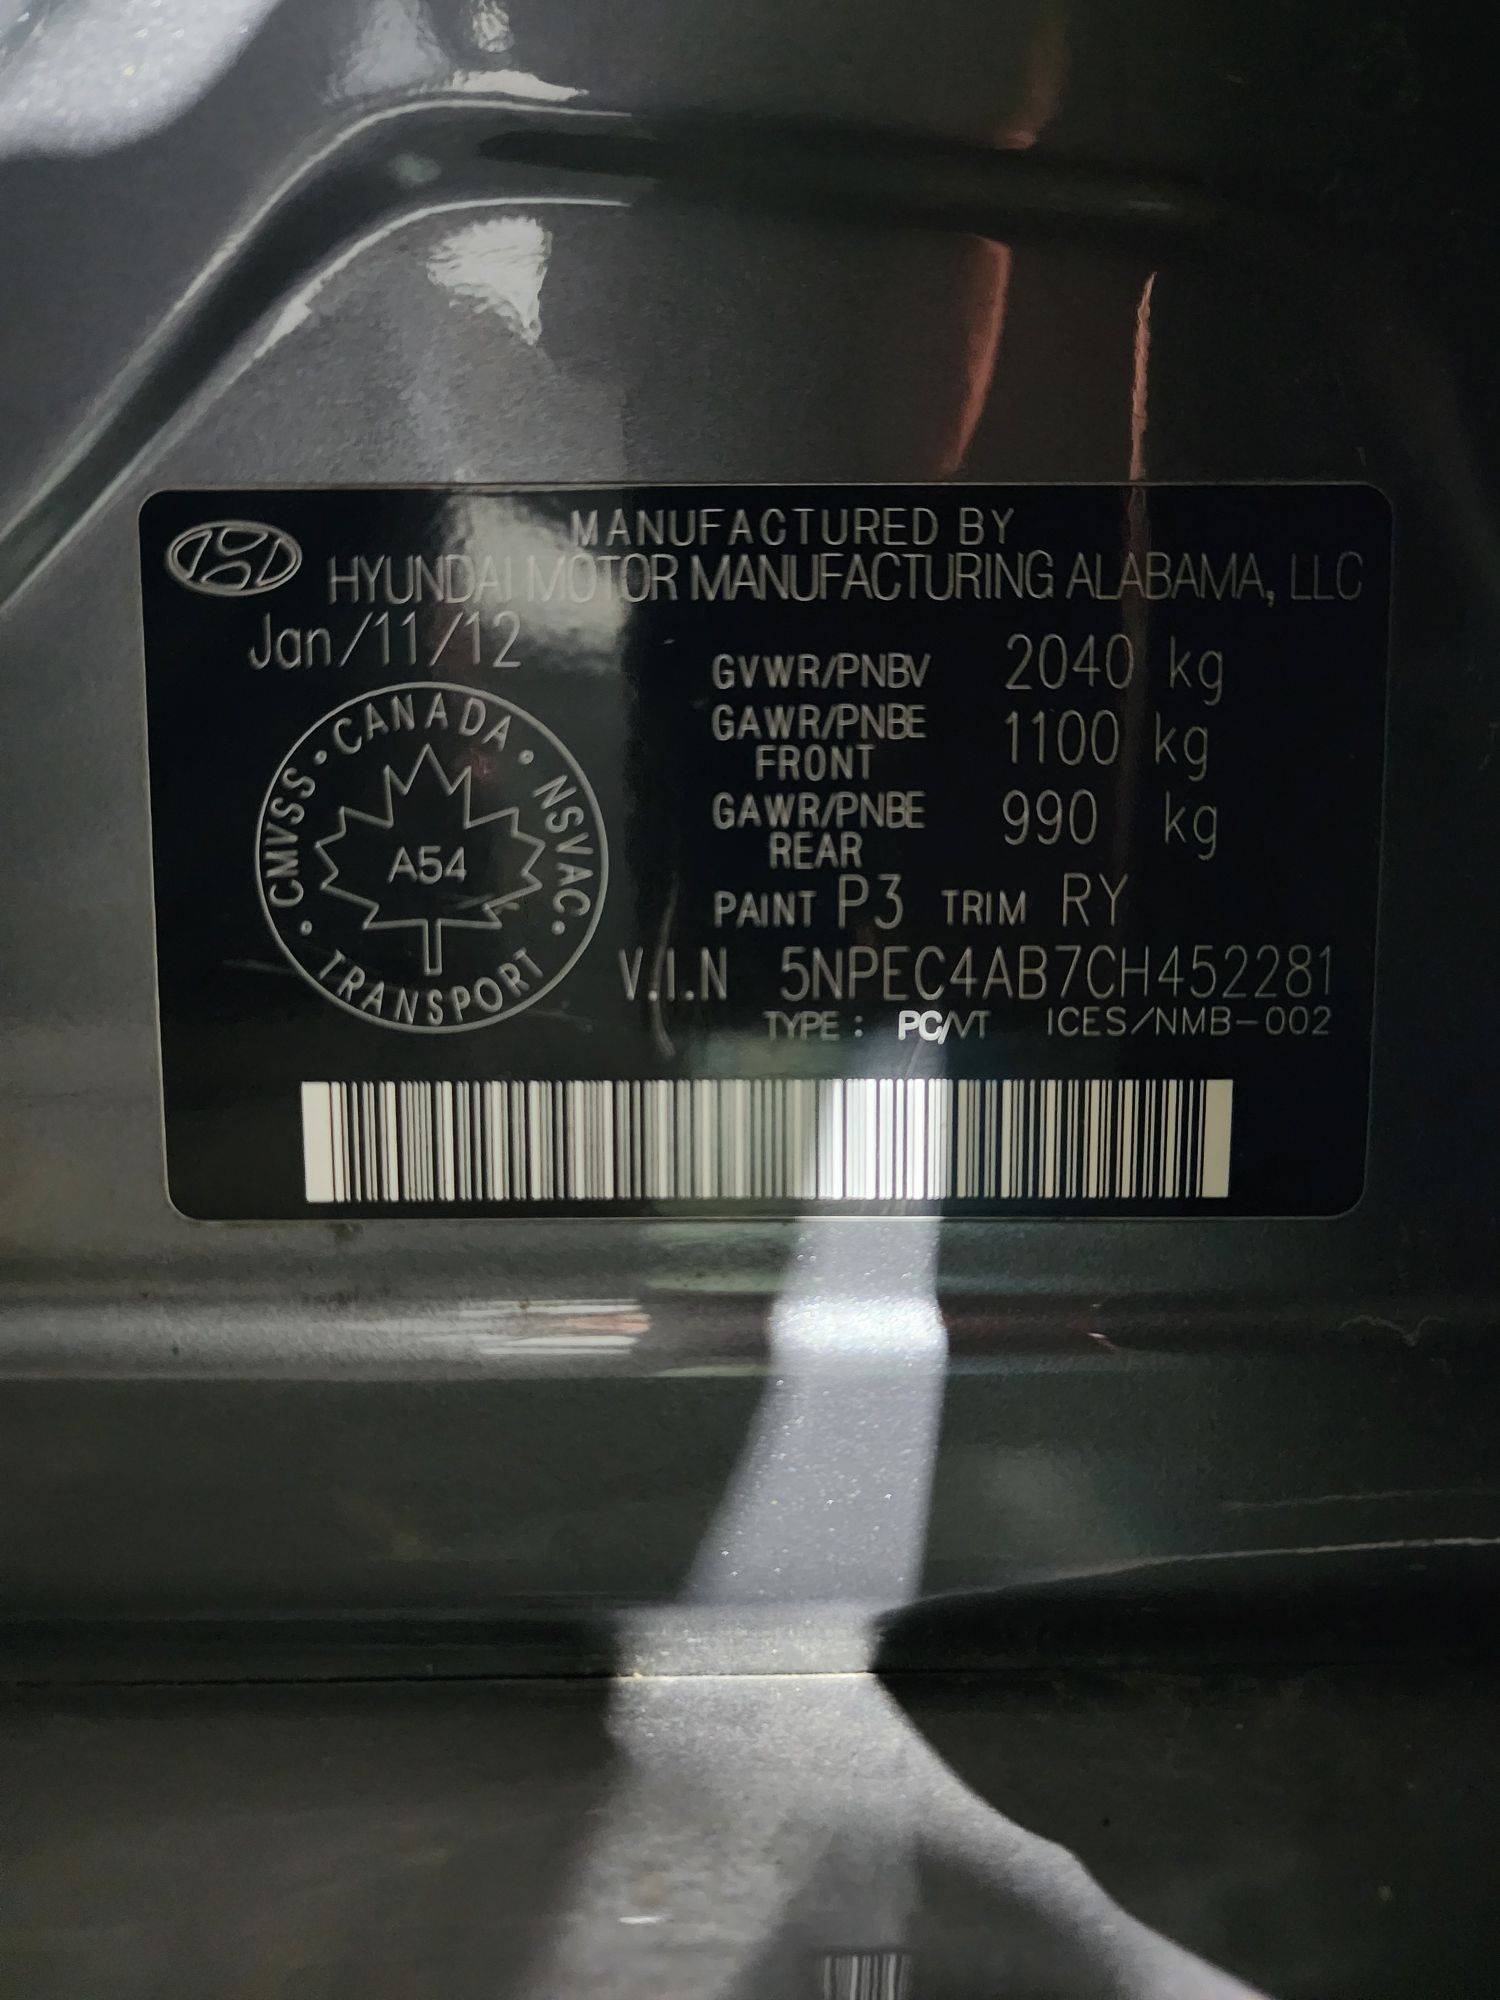 MANUFACTURED BY
HYUNDAI MOTOR MANUFACTURING ALABAMA, LLC
Jan/11/12
GVWR/PNBV 2040 kg
GAWR/PNBE FRONT 1100 kg
GAWR/PNBE REAR 990 kg
PAINT P3 TRIM RY
V.I.N 5NPEC4AB7CH452281
TYPE : PC/VT ICES/NMB-002
CMVSS • CANADA • NSVAC • TRANSPORT •
A54